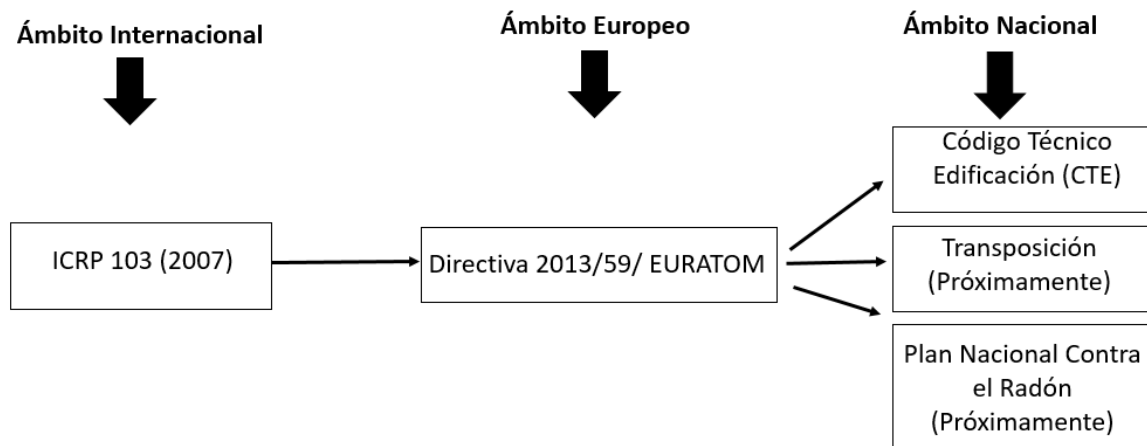 Ámbito Internacional
Ámbito Europeo
Ámbito Nacional
ICRP 103 (2007)
Directiva 2013/59/ EURATOM
Código Técnico
Edificación (CTE)
Transposición
(Próximamente)
Plan Nacional Contra
el Radón
(Próximamente)